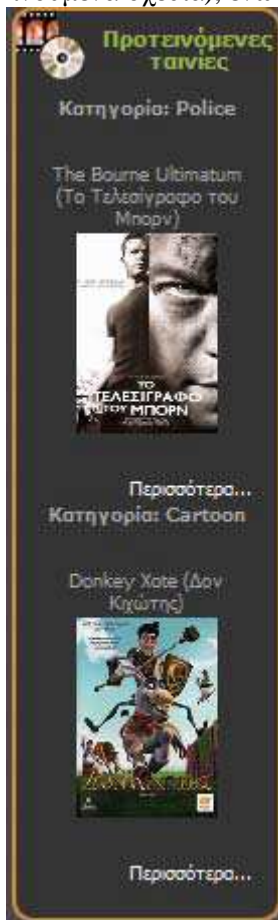 Προτεινόμενες
ταινίες
Κατηγορία: Police
The Bourne Ultimatum
(Το Τελεσίγραφο του
Μπορν)
ΤΟ
ΤΕΛΕΣΙΓΡΑΦΟ
ΤΟΥ ΜΠΟΡΝ
Περισσότερα...
Κατηγορία: Cartoon
Donkey Xote (Δον
Κιχώτης)
Περισσότερα...